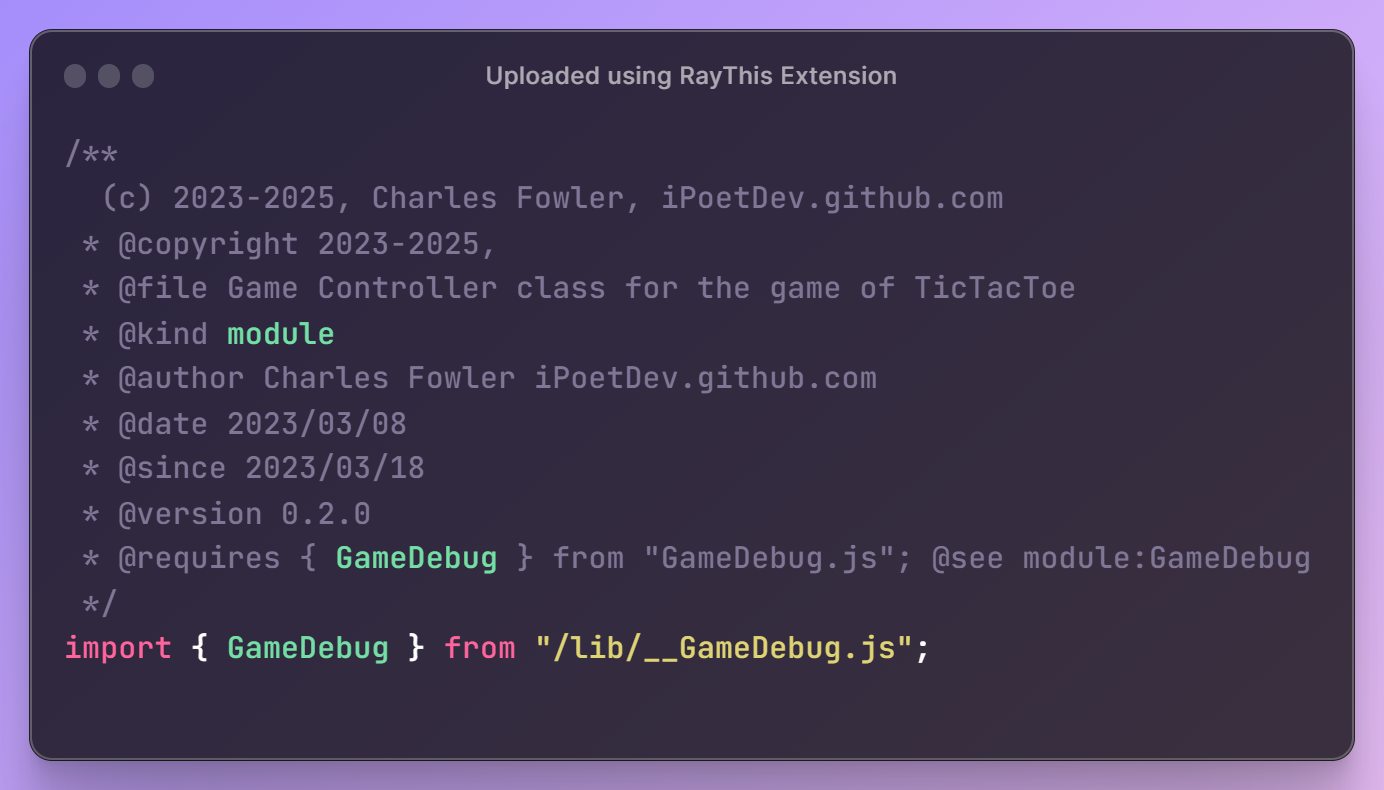 Uploaded using RayThis Extension
/**
  (c) 2023-2025, Charles Fowler, iPoetDev.github.com
 * @copyright 2023-2025,
 * @file Game Controller class for the game of TicTacToe
 * @kind module
 * @author Charles Fowler iPoetDev.github.com
 * @date 2023/03/08
 * @since 2023/03/18
 * @version 0.2.0
 * @requires { GameDebug } from "GameDebug.js"; @see module:GameDebug
 */
import { GameDebug } from "/lib/__GameDebug.js";